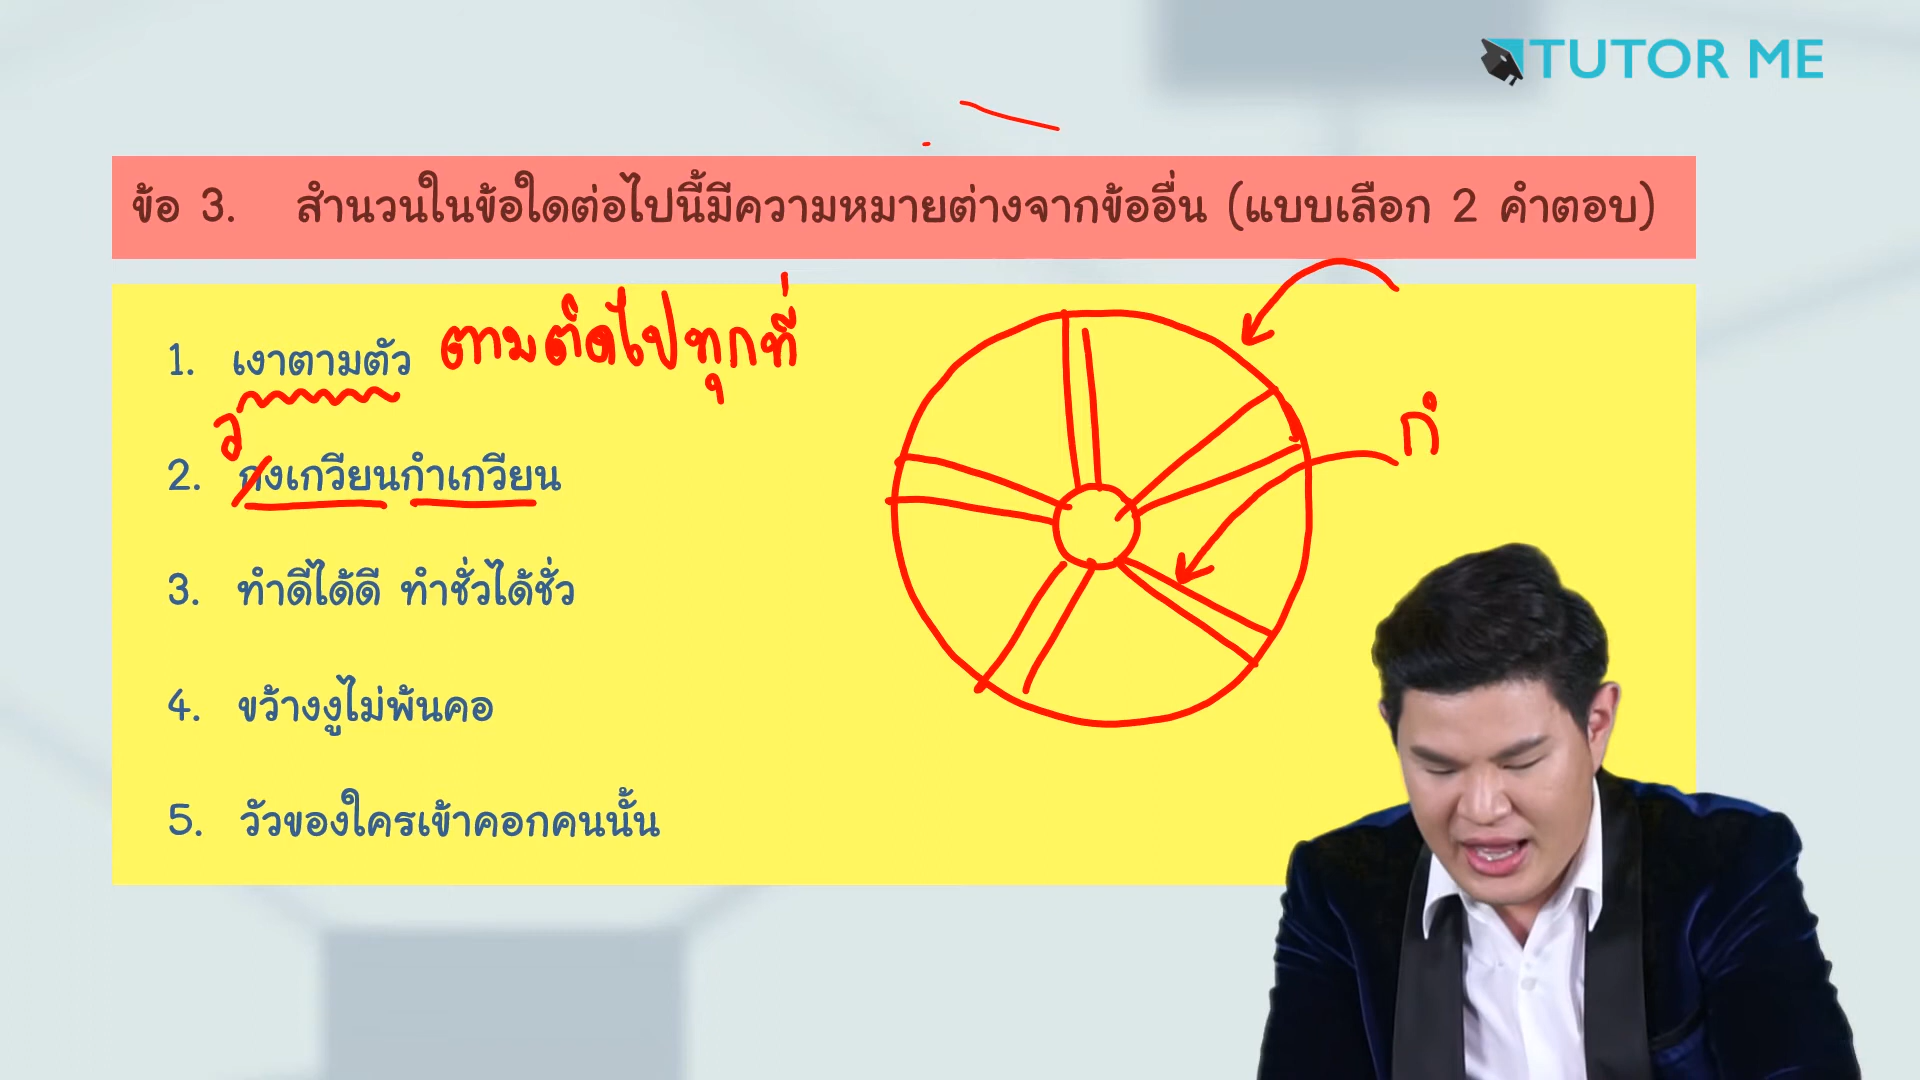 TUTOR ME
ข้อ 3. สำนวนในข้อใดต่อไปนี้มีความหมายต่างจากข้ออื่น (แบบเลือก 2 คำตอบ)
1. เงาตามตัว ตามติดไปทุกที่
ว
กำ
2. กงเกวียนกำเกวียน
3. ทำดีได้ดี ทำชั่วได้ชั่ว
4. ขว้างงูไม่พ้นคอ
5. วัวของใครเข้าคอกคนนั้น